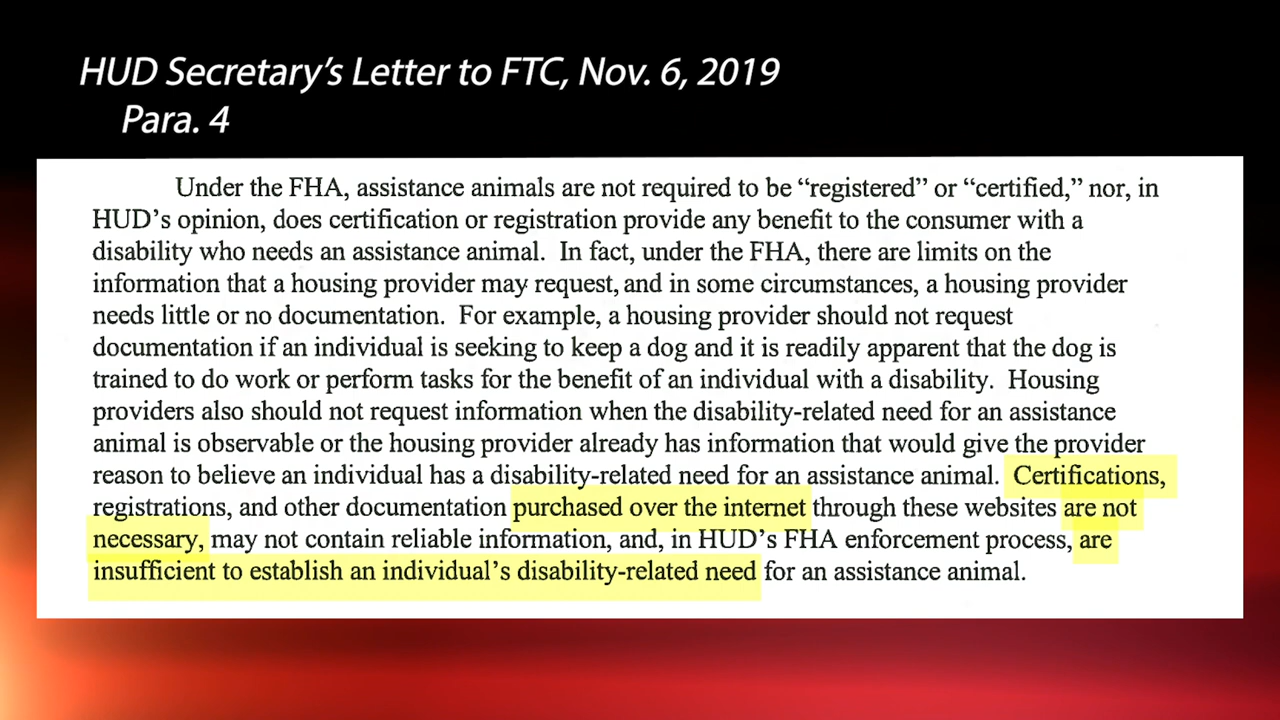 HUD Secretary's Letter to FTC, Nov. 6, 2019
Para. 4
Under the FHA, assistance animals are not required to be “registered” or “certified,” nor, in
HUD's opinion, does certification or registration provide any benefit to the consumer with a
disability who needs an assistance animal.  In fact, under the FHA, there are limits on the
information that a housing provider may request, and in some circumstances, a housing provider
needs little or no documentation.  For example, a housing provider should not request
documentation if an individual is seeking to keep a dog and it is readily apparent that the dog is
trained to do work or perform tasks for the benefit of an individual with a disability.  Housing
providers also should not request information when the disability-related need for an assistance
animal is observable or the housing provider already has information that would give the provider
reason to believe an individual has a disability-related need for an assistance animal.  Certifications,
registrations, and other documentation purchased over the internet through these websites are not
necessary, may not contain reliable information, and, in HUD's FHA enforcement process, are
insufficient to establish an individual's disability-related need for an assistance animal.